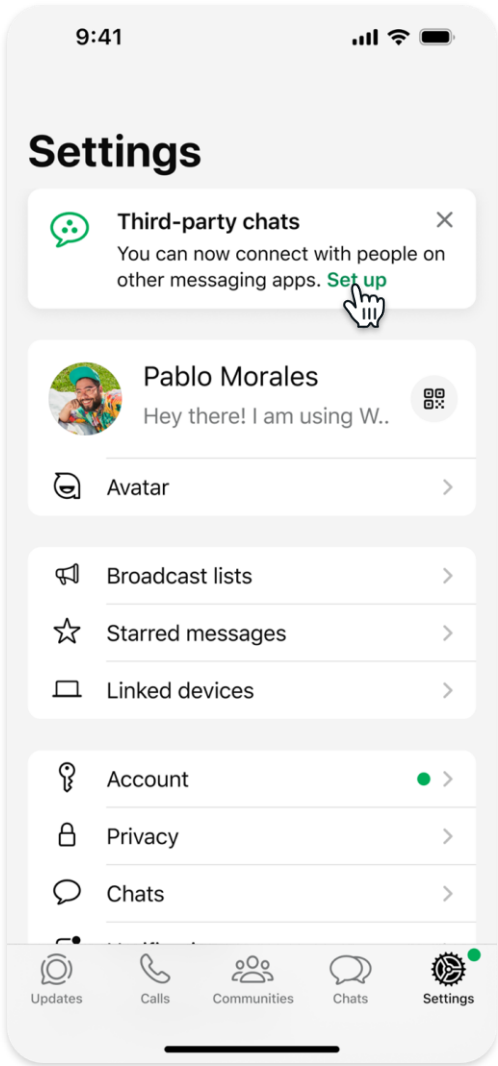 9:41
Settings
Third-party chats
You can now connect with people on
other messaging apps. Set up
Pablo Morales
Hey there! I am using W..
Avatar
Broadcast lists
Starred messages
Linked devices
Account
Privacy
Chats
Updates
Calls
Communities
Chats
Settings